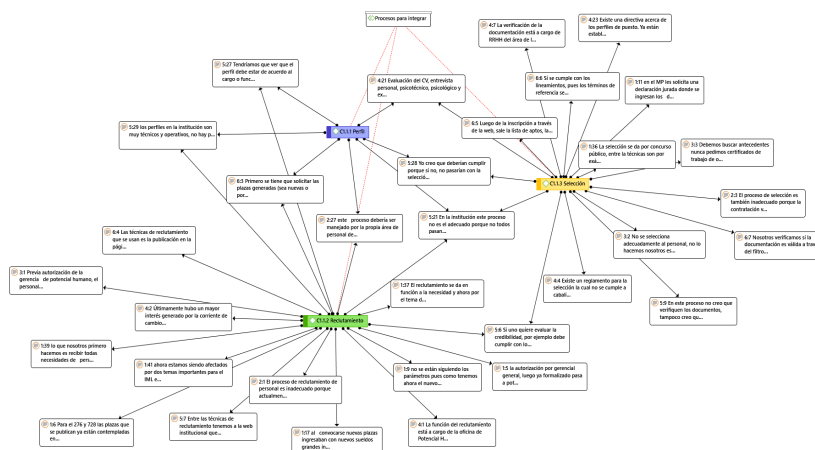 Procesos para integrar
4:7 La verificación de la
documentación está a cargo de
RRHH del área de l...
4:23 Existe una directiva acerca de
los perfiles de puesto. Ya están
establ...
5:27 Tendríamos que ver que el
perfil debe estar de acuerdo al
cargo o func...
4:21 Evaluación del CV, entrevista
personal, psicotécnico, psicológico y
ex...
6:6 Si se cumple con los
lineamientos, pues los términos de
referencia se...
1:11 en el MP les solicita una
declaración jurada donde se
ingresan los d...
5:29 los perfiles en la institución son
muy técnicos y operativos, no hay p...
C1.1.1 Perfil
6:5 Luego de la inscripción a través
de la web, sale la lista de aptos, la...
1:36 La selección se da por concurso
público, entre la técnicas son por
exá...
3:3 Debemos buscar antecedentes
nunca pedimos certificados de
trabajo de o...
6:3 Primero se tiene que solicitar las
plazas generadas (sea nuevas o
por...
5:28 Yo creo que deberían cumplir
porque si no, no pasarían con la
selecció...
C1.1.3 Selección
2:3 El proceso de selección es
también inadecuado porque la
contratación v...
6:4 Las técnicas de reclutamiento
que se usan es la publicación en la
pági...
2:27 este proceso debería ser
manejado por la propia área de
personal de...
5:21 En la institución este proceso
no es el adecuado porque no todos
pasan...
3:2 No se selecciona
adecuadamente al personal, no lo
hacemos nosotros es...
6:7 Nosotros verificamos si la
documentación es válida a trav
del filtro...
3:1 Previa autorización de la
gerencia de potencial humano, el
personal...
1:37 El reclutamiento se da en
función a la necesidad y ahora por
el tema d...
4:4 Existe un reglamento para la
selección la cual no se cumple a
cabali...
4:2 Últimamente hubo un mayor
interés generado por la corriente de
cambio...
C1.1.2 Reclutamiento
5:9 En este proceso no creo que
verifiquen los documentos,
tampoco creo qu...
5:6 Si uno quiere evaluar la
credibilidad, por ejemplo debe
cumplir con lo...
1:39 lo que nosotros primero
hacemos es recibir todas
necesidades de pers...
1:41 ahora estamos siendo afectados
por dos temas importantes para el
IML e...
2:1 El proceso de reclutamiento de
personal es inadecuado porque
actualmen...
1:9 no se están siguiendo los
parámetros pues como tenemos
ahora el nuevo...
1:5 la autorización por gerencial
general, luego ya formalizado para
a pot...
1:6 Para el 276 y 728 las plazas que
se publican ya están contempladas
en...
5:7 Entre las técnicas de
reclutamiento tenemos a la web
institucional que...
1:17 al convocarse nuevas plazas
ingresaban con nuevos sueldos
grandes in...
4:1 La función del reclutamiento
está a cargo de la oficina de
Potencial H...